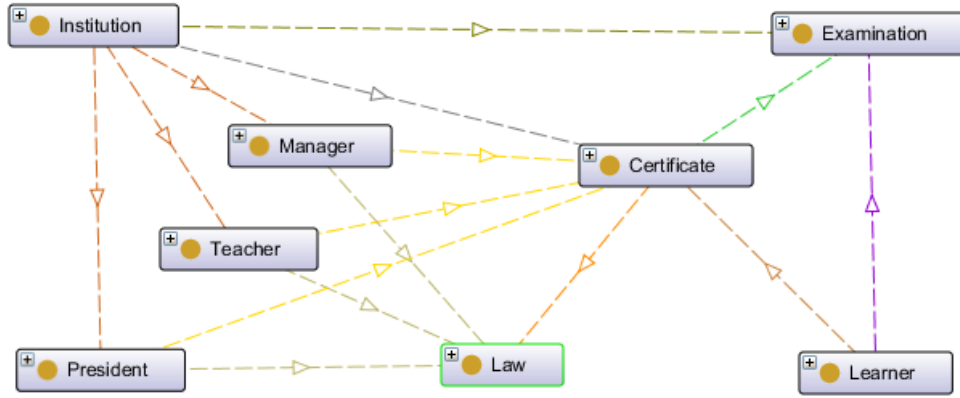 Institution
Examination
Manager
Certificate
Teacher
President
Law
Learner